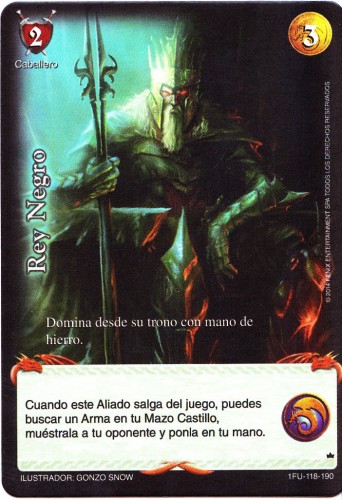 2
3
Caballero
Rey Negro
© 2014 FENIX ENTERTAINMENT SPA TODOS LOS DERECHOS RESERVADOS
Domina desde su trono con mano de
hierro.
Cuando este Aliado salga del juego, puedes
buscar un Arma en tu Mazo Castillo,
muéstrala a tu oponente y ponla en tu mano.
ILUSTRADOR: GONZO SNOW
1FU-118-190